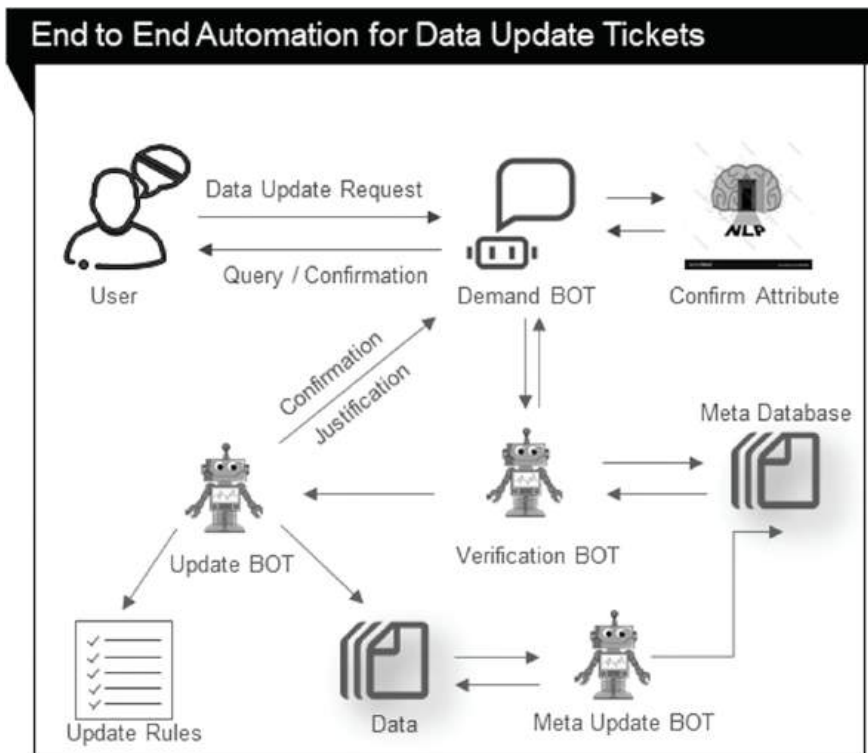 End to End Automation for Data Update Tickets
Data Update Request
Query / Confirmation
User
Demand BOT
NLP
Confirm Attribute
Confirmation
Justification
Meta Database
Update BOT
Verification BOT
Update Rules
Data
Meta Update BOT